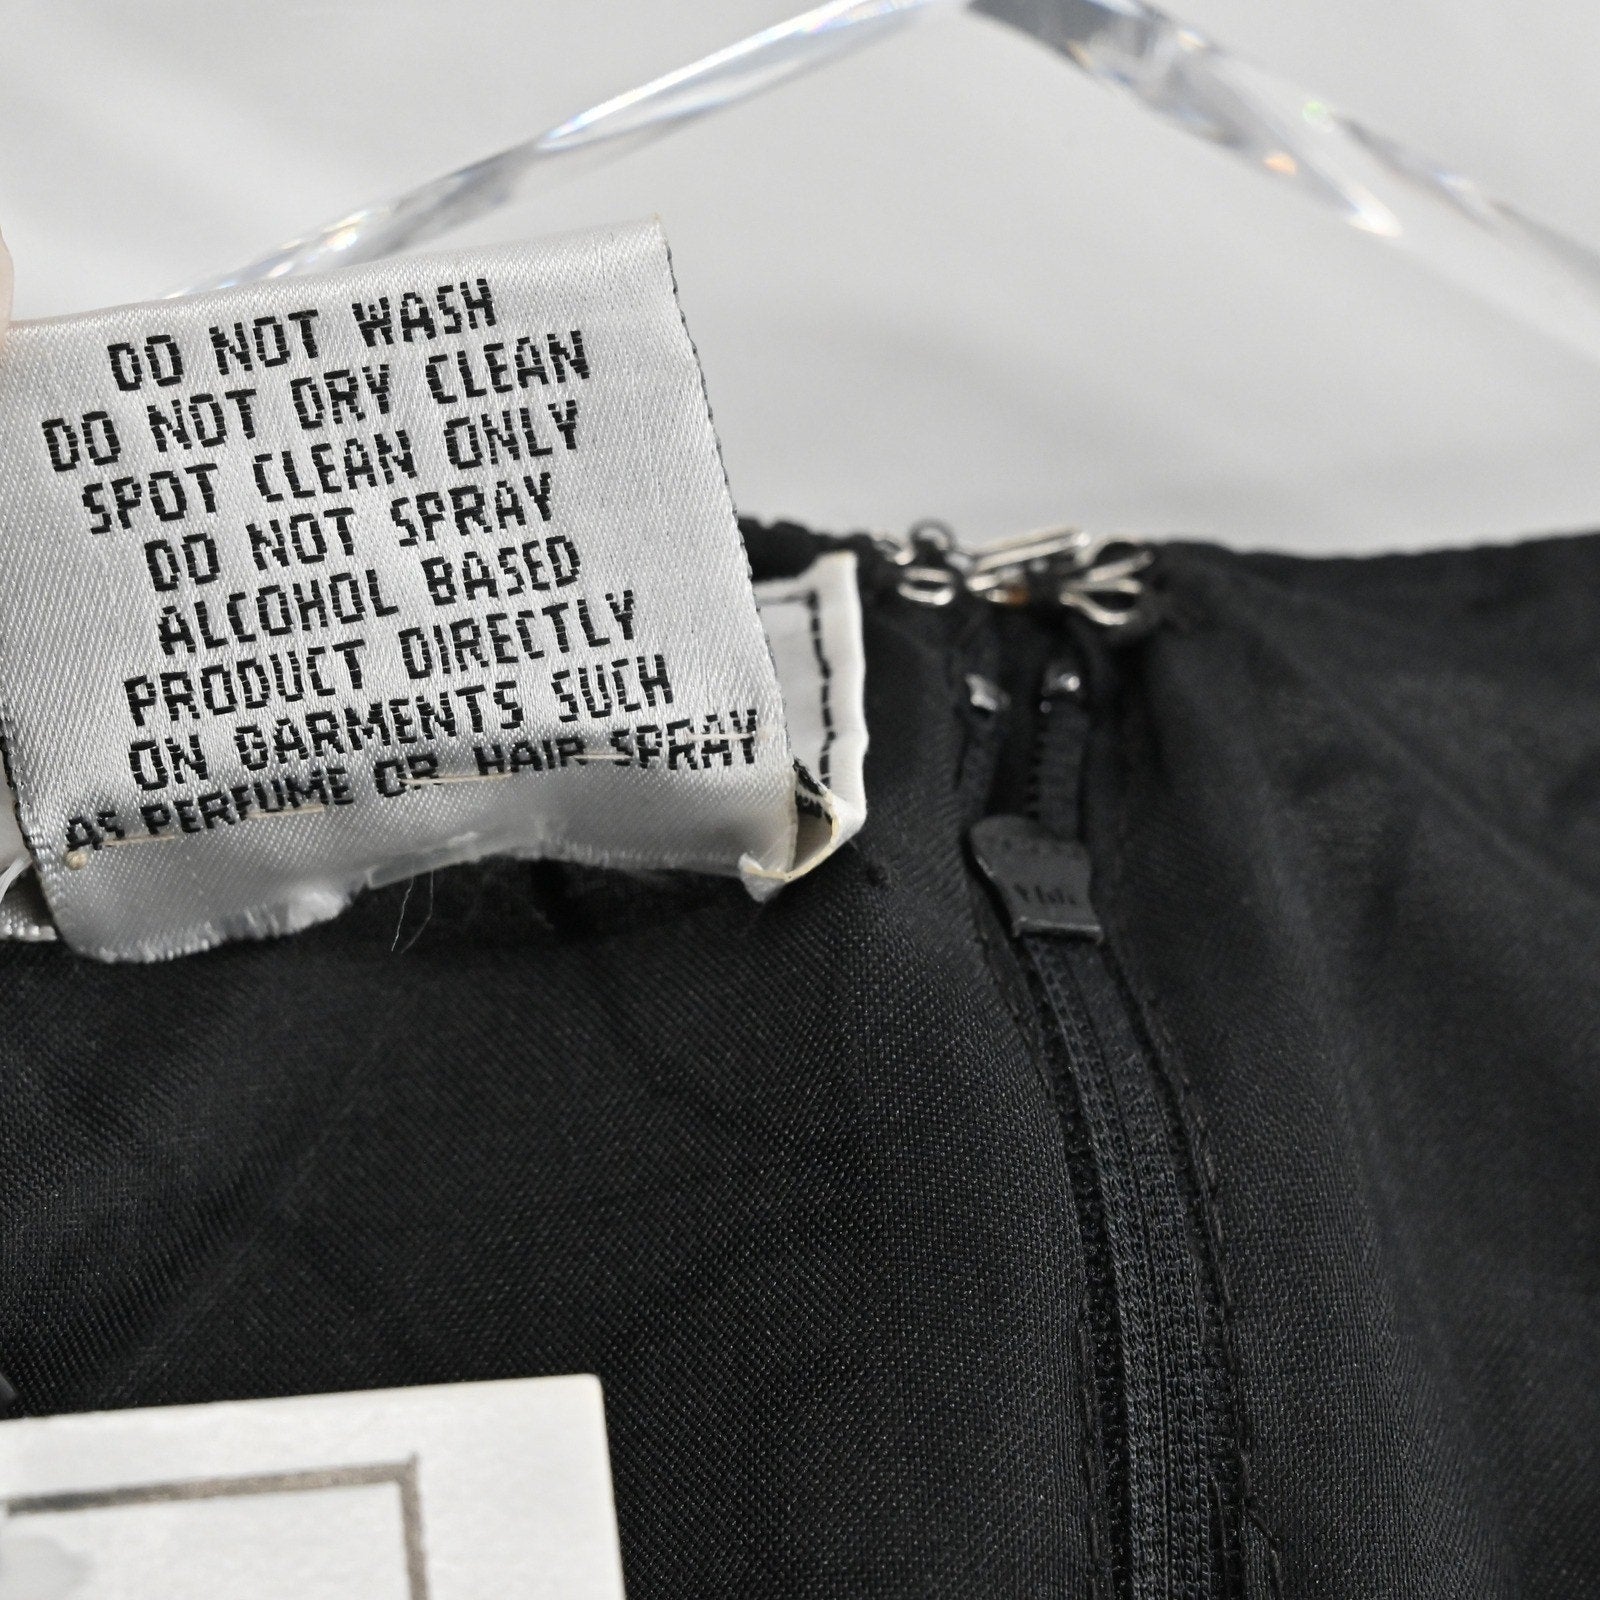 DO NOT WASH
DO NOT DRY CLEAN
SPOT CLEAN ONLY
DO NOT SPRAY
ALCOHOL BASED
PRODUCT DIRECTLY
ON GARMENTS SUCH
AS PERFUME OR HAIR SPRAY